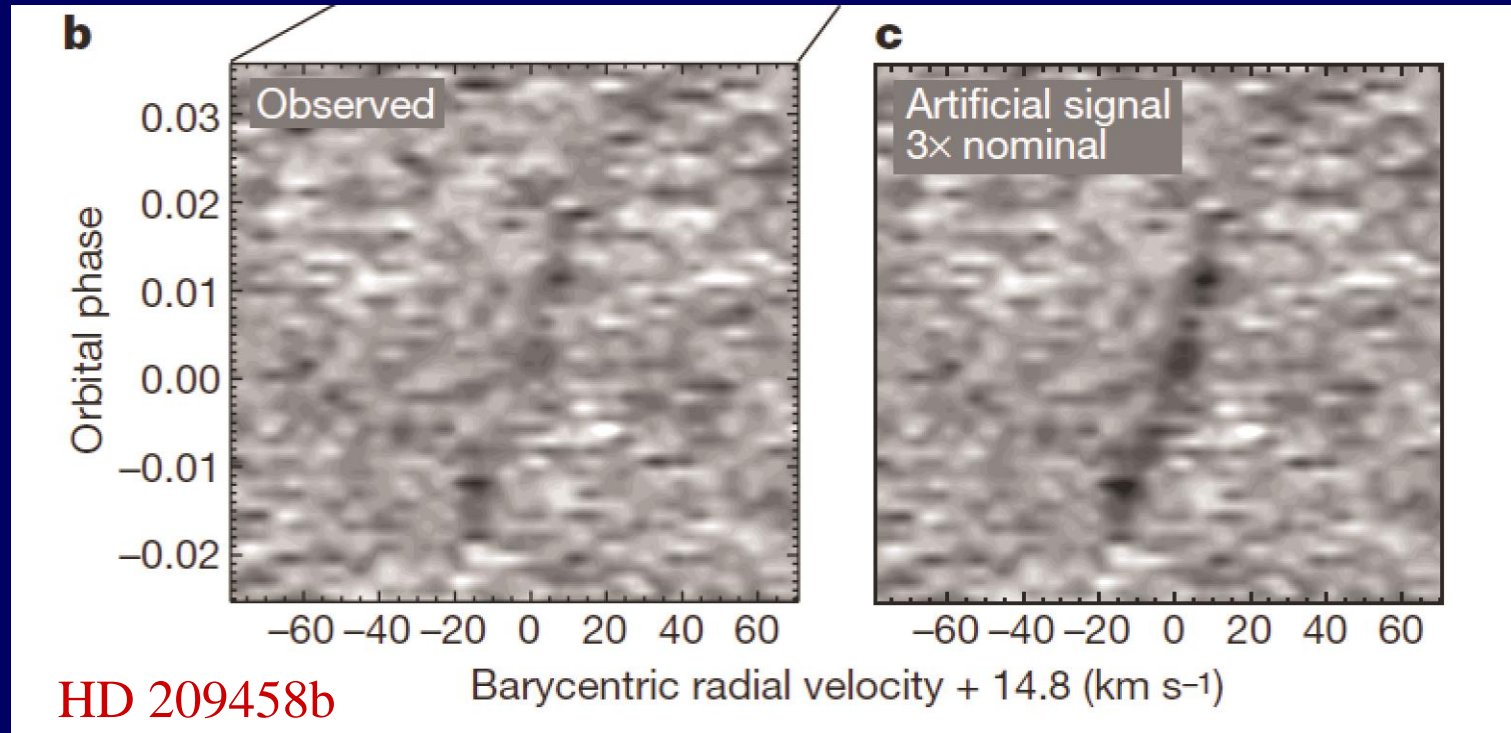 b
c
Observed
Artificial signal
3× nominal
Orbital phase
0.03
0.02
0.01
0.00
−0.01
−0.02
−60 −40 −20 0 20 40 60
−60 −40 −20 0 20 40 60
Barycentric radial velocity + 14.8 (km s−1)
HD 209458b